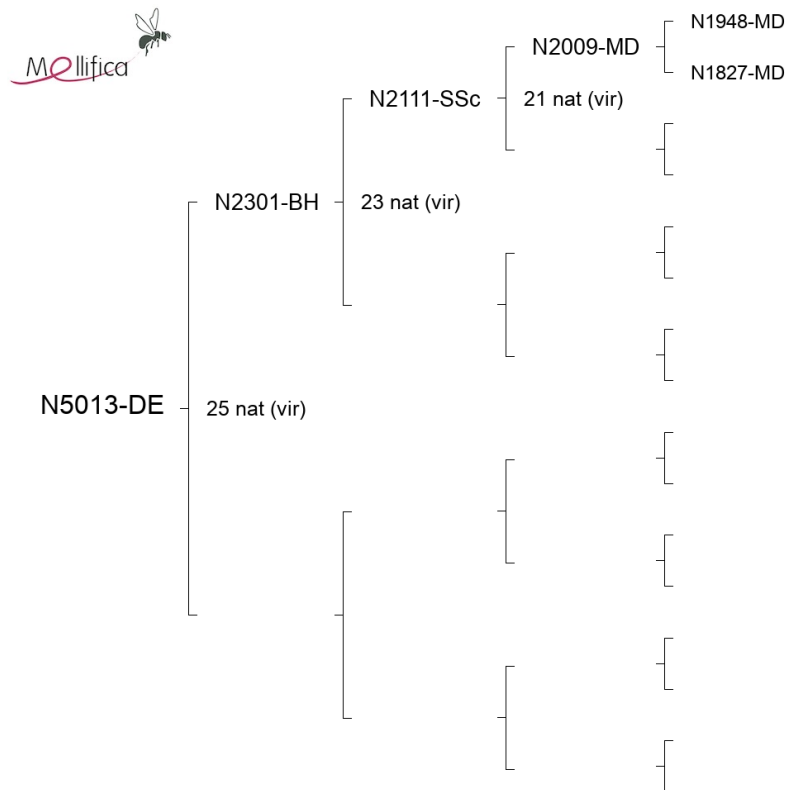 Mellifica
N1948-MD
N2009-MD
N1827-MD
N2111-SSc 21 nat (vir)
N2301-BH 23 nat (vir)
N5013-DE 25 nat (vir)